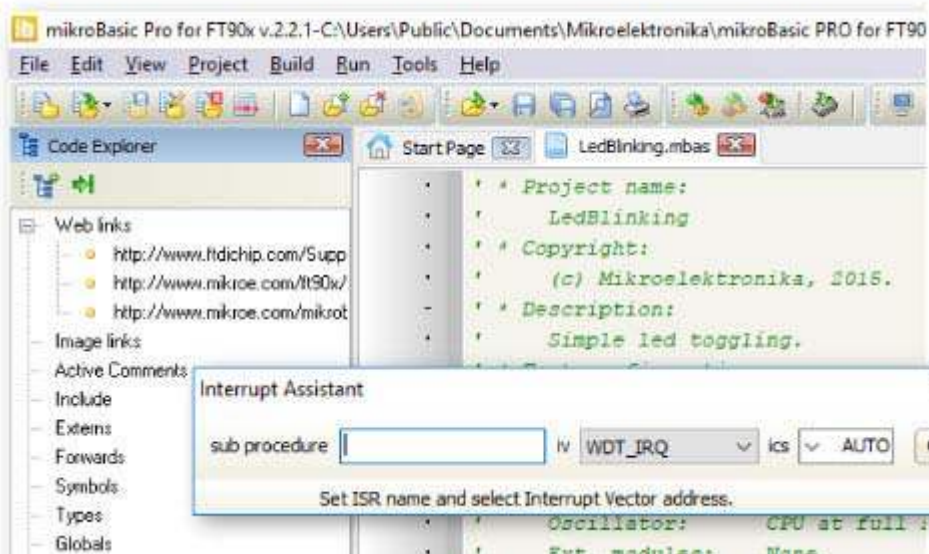 mikroBasic Pro for FT90x v.2.2.1-C:\Users\Public\Documents\Mikroelektronika\mikroBasic PRO for FT90
File Edit View Project Build Run Tools Help
Code Explorer
Start Page LedBlinking.mbas
' * Project name:
Web links
' LedBlinking
http://www.ftdichip.com/Supp
' * Copyright:
http://www.mikroe.com/ft90x/
' (c) Mikroelektronika, 2015.
http://www.mikroe.com/mikrot
' * Description:
Image links
' Simple led toggling.
Active Comments
Include
Externs
Forwards
Symbols
Types
Globals
Interrupt Assistant
sub procedure iv WDT_IRQ ics AUTO
Set ISR name and select Interrupt Vector address.
' Oscillator: CPU at full
' Ext. modules: None